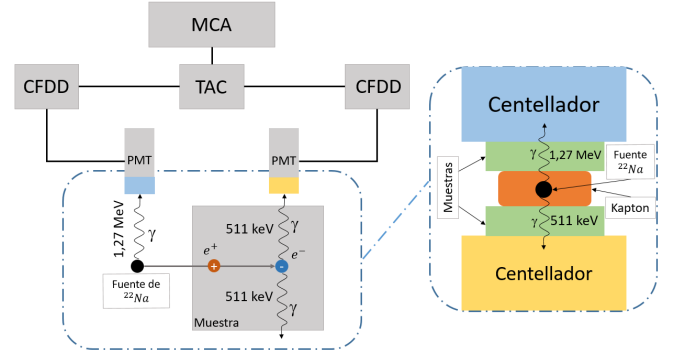 MCA
CFDD
TAC
CFDD
PMT
PMT
1,27 MeV
γ
Fuente de
²²Na
e⁺
511 keV
γ
e⁻
511 keV
γ
Muestra
Centellador
γ 1,27 MeV
Muestras
Fuente
²²Na
Kapton
γ 511 keV
Centellador
+
-